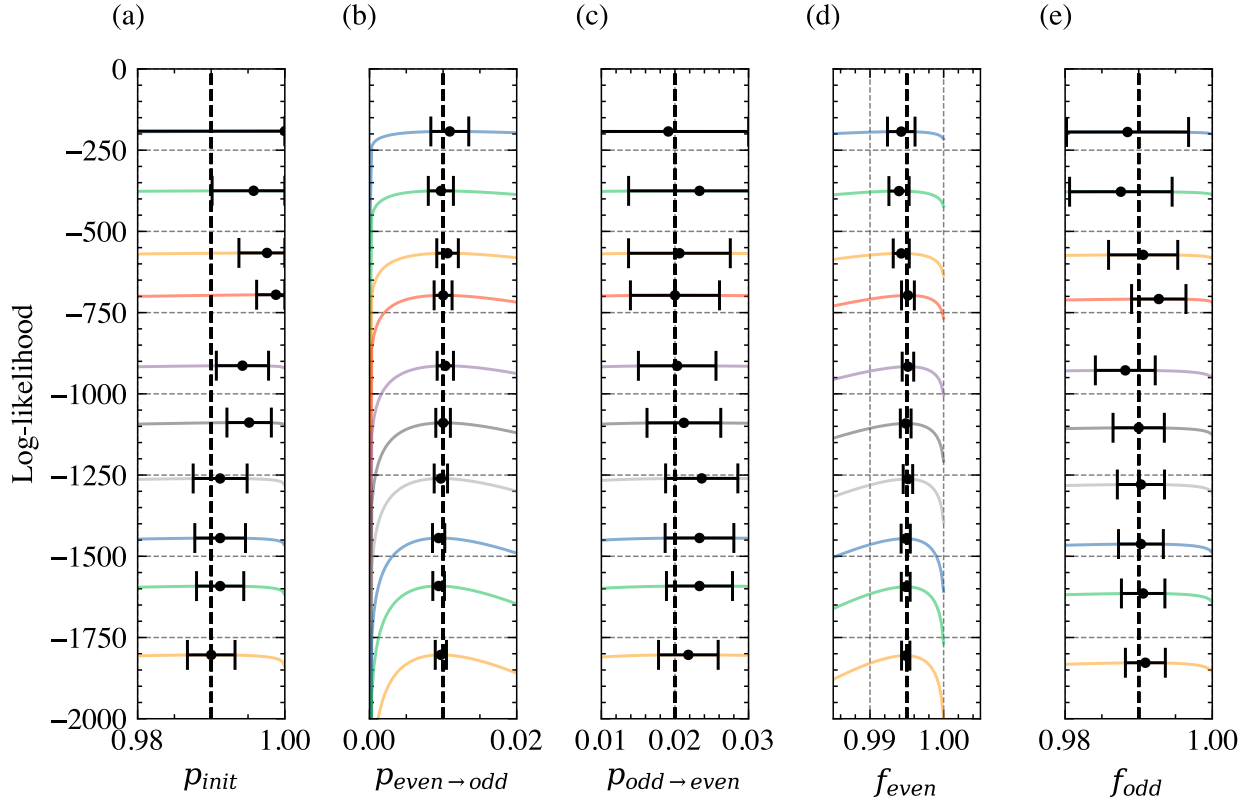 (a) (b) (c) (d) (e)
0
−250
−500
−750
−1000
−1250
−1500
−1750
−2000
Log-likelihood
0.98 1.00 0.00 0.02 0.01 0.02 0.03 0.99 1.00 0.98 1.00
p_init p_even→odd p_odd→even f_even f_odd